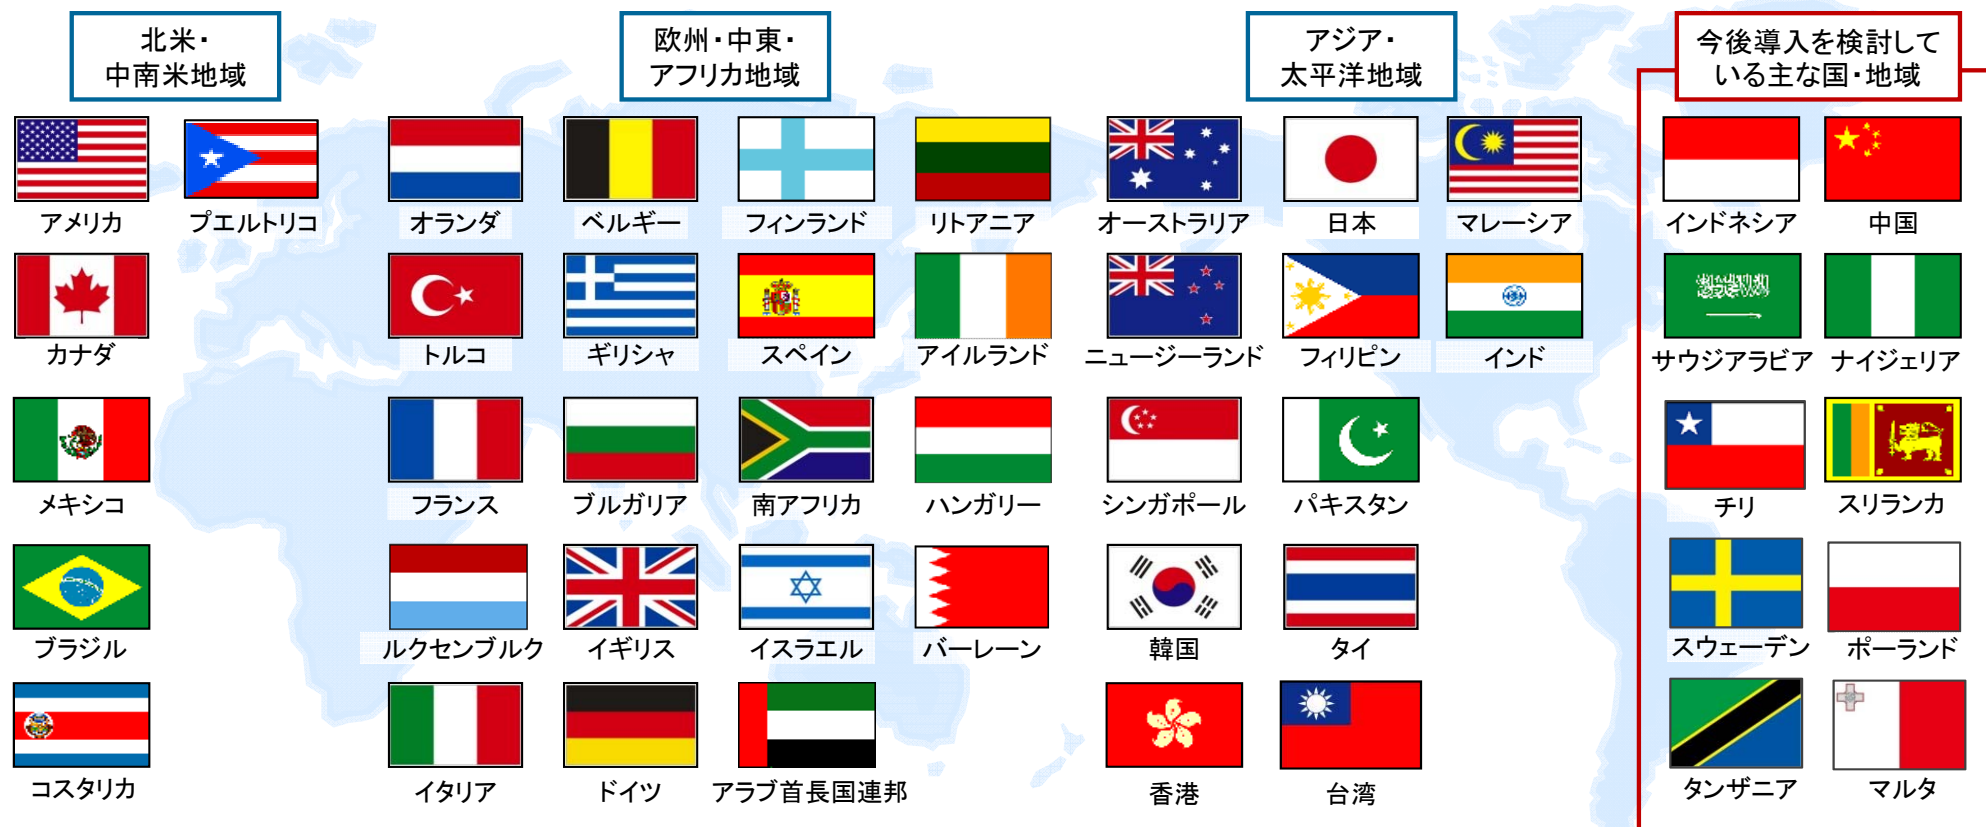 北米・
中南米地域
欧州・中東・
アフリカ地域
アジア・
太平洋地域
今後導入を検討して
いる主な国・地域
アメリカ
プエルトリコ
オランダ
ベルギー
フィンランド
リトアニア
オーストラリア
日本
マレーシア
インドネシア
中国
カナダ
トルコ
ギリシャ
スペイン
アイルランド
ニュージーランド
フィリピン
インド
サウジアラビア
ナイジェリア
メキシコ
フランス
ブルガリア
南アフリカ
ハンガリー
シンガポール
パキスタン
チリ
スリランカ
ブラジル
ルクセンブルク
イギリス
イスラエル
バーレーン
韓国
タイ
スウェーデン
ポーランド
コスタリカ
イタリア
ドイツ
アラブ首長国連邦
香港
台湾
タンザニア
マルタ